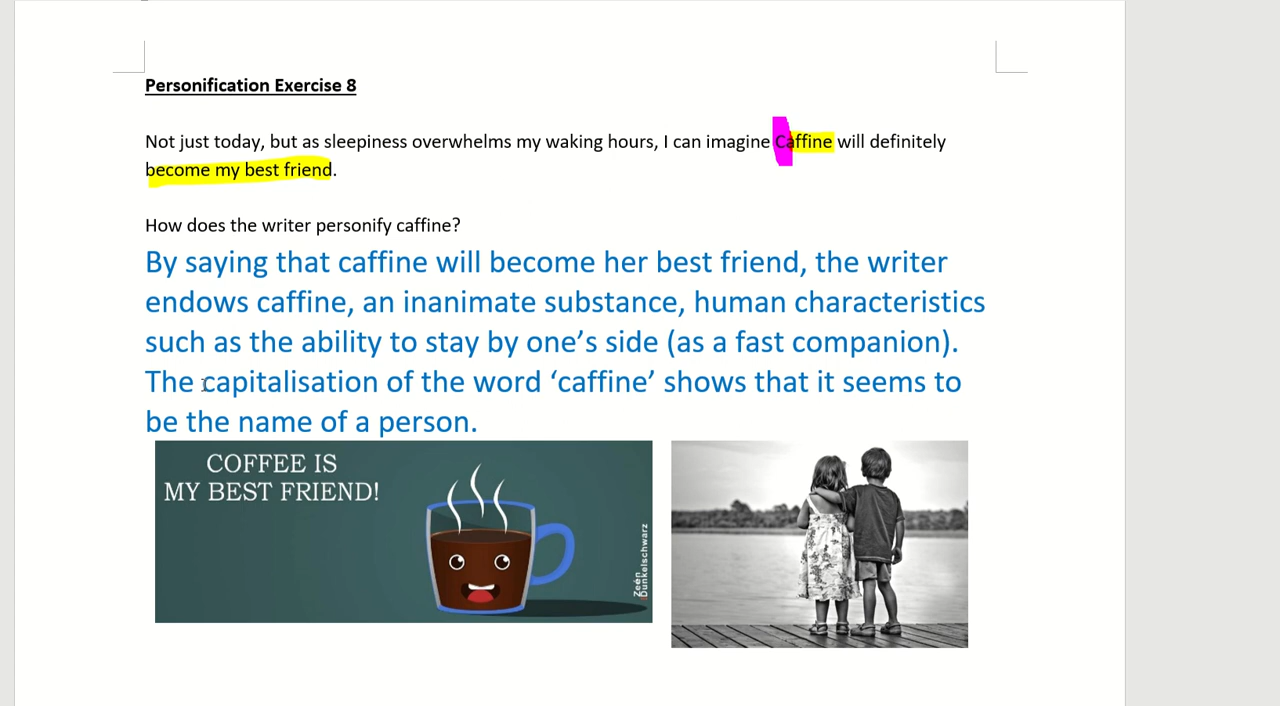 Personification Exercise 8
Not just today, but as sleepiness overwhelms my waking hours, I can imagine Caffine will definitely
become my best friend.
How does the writer personify caffine?
By saying that caffine will become her best friend, the writer
endows caffine, an inanimate substance, human characteristics
such as the ability to stay by one’s side (as a fast companion).
The capitalisation of the word ‘caffine’ shows that it seems to
be the name of a person.
COFFEE IS
MY BEST FRIEND!
Zeén
Dunkelschwarz